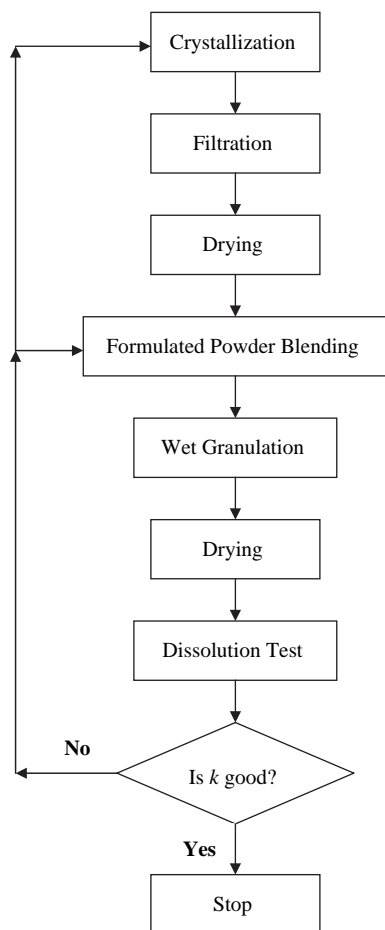 Crystallization
Filtration
Drying
Formulated Powder Blending
Wet Granulation
Drying
Dissolution Test
No
Is k good?
Yes
Stop